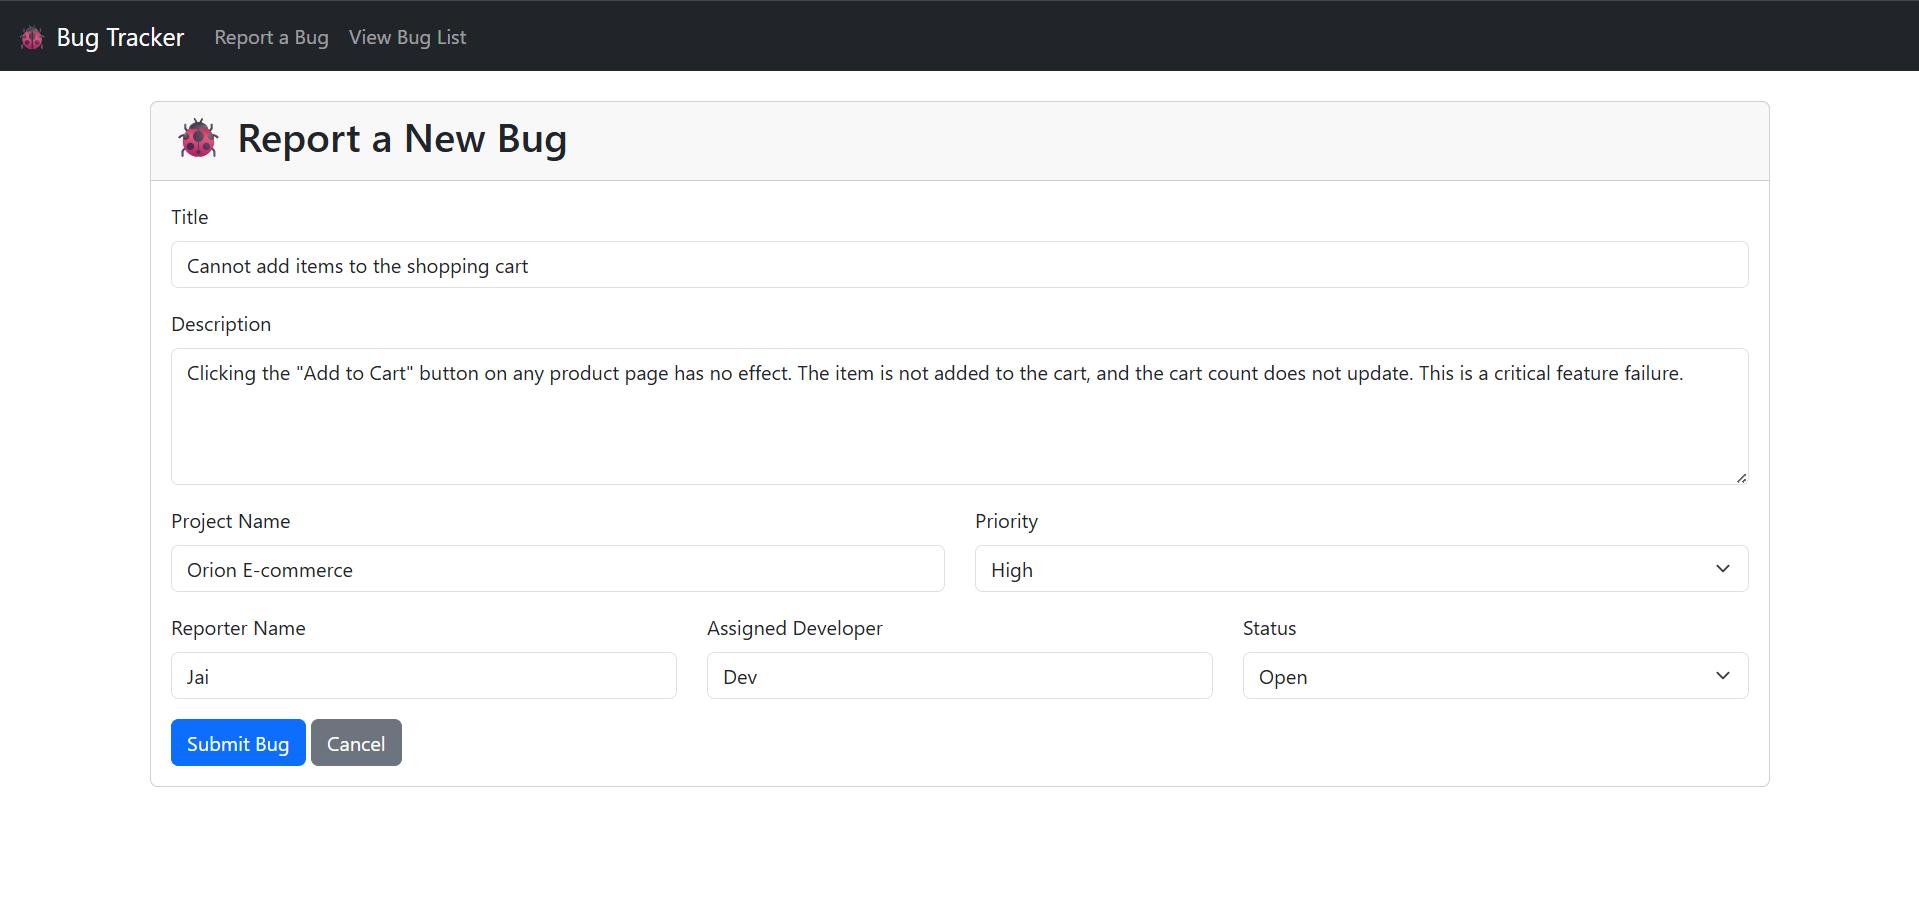 Bug Tracker Report a Bug View Bug List
Report a New Bug
Title
Cannot add items to the shopping cart
Description
Clicking the "Add to Cart" button on any product page has no effect. The item is not added to the cart, and the cart count does not update. This is a critical feature failure.
Project Name Priority
Orion E-commerce High
Reporter Name Assigned Developer Status
Jai Dev Open
Submit Bug Cancel